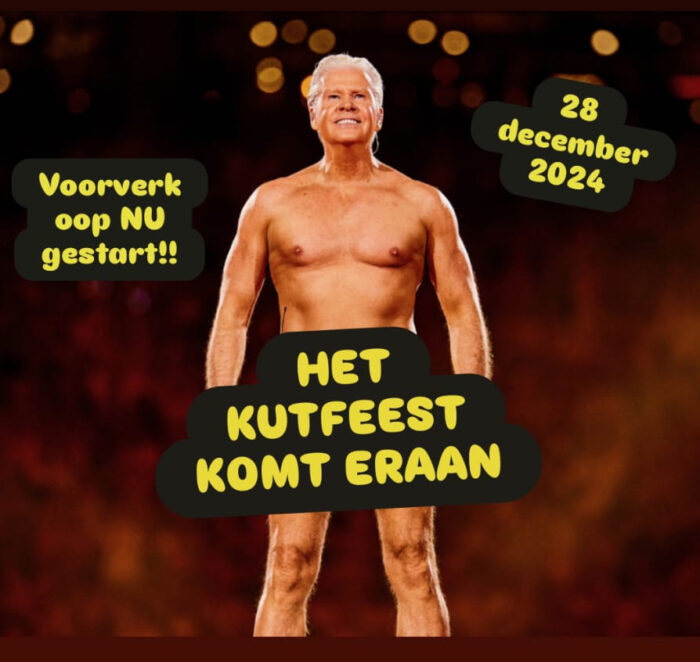 28
december
2024
Voorverk
oop NU
gestart!!
HET
KUTFEEST
KOMT ERAAN